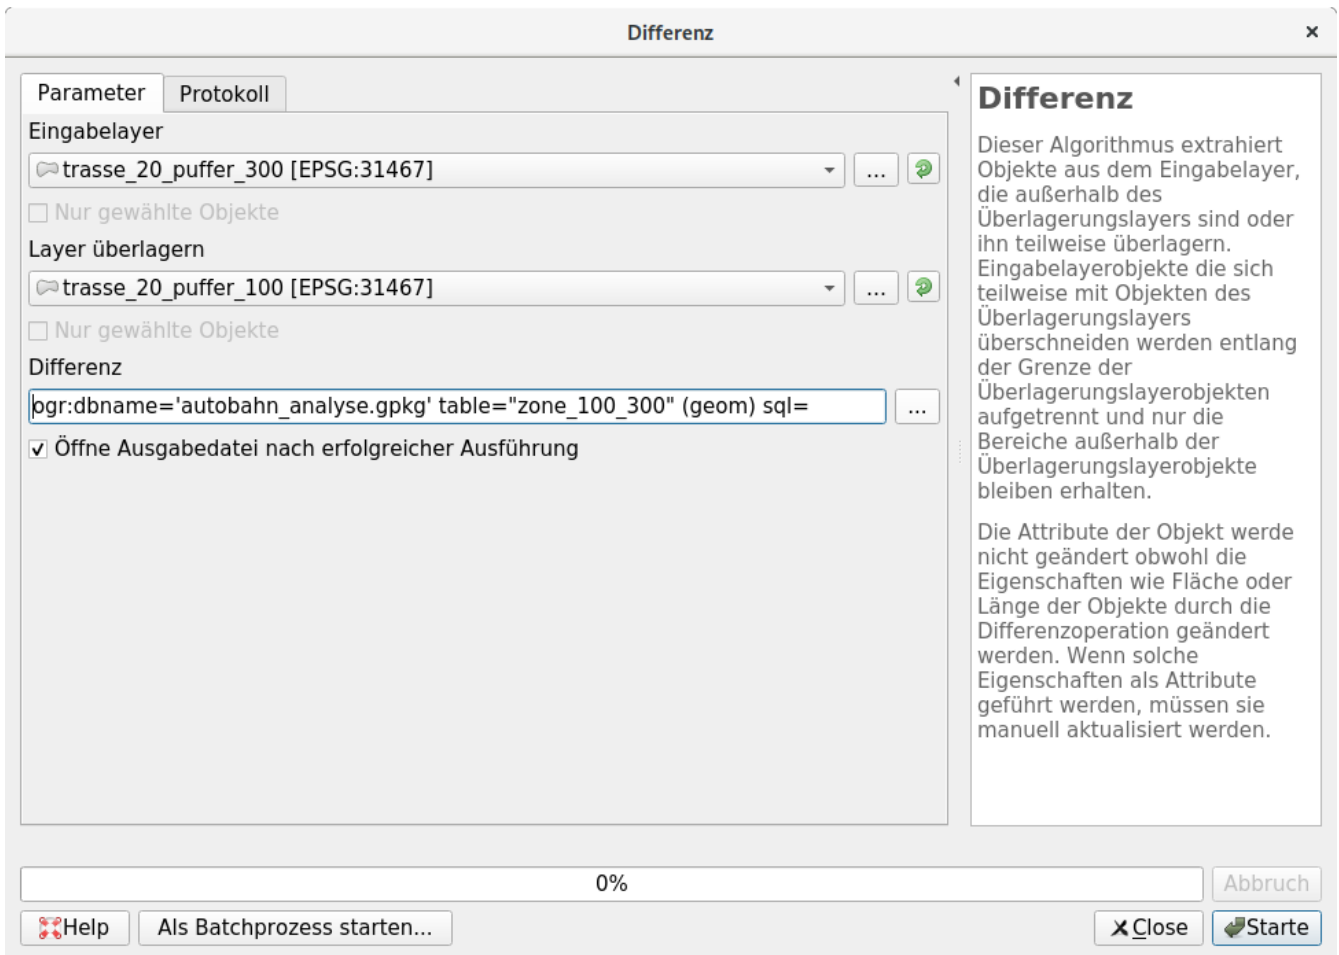 Differenz
Parameter
Protokoll
Eingabelayer
trasse_20_puffer_300 [EPSG:31467]
...
Nur gewählte Objekte
Layer überlagern
trasse_20_puffer_100 [EPSG:31467]
...
Nur gewählte Objekte
Differenz
ogr:dbname='autobahn_analyse.gpkg' table="zone_100_300" (geom) sql=
...
Öffne Ausgabedatei nach erfolgreicher Ausführung
Differenz
Dieser Algorithmus extrahiert
Objekte aus dem Eingabelayer,
die außerhalb des
Überlagerungslayers sind oder
ihn teilweise überlagern.
Eingabelayerobjekte die sich
teilweise mit Objekten des
Überlagerungslayers
überschneiden werden entlang
der Grenze der
Überlagerungslayerobjekten
aufgetrennt und nur die
Bereiche außerhalb der
Überlagerungslayerobjekte
bleiben erhalten.
Die Attribute der Objekt werde
nicht geändert obwohl die
Eigenschaften wie Fläche oder
Länge der Objekte durch die
Differenzoperation geändert
werden. Wenn solche
Eigenschaften als Attribute
geführt werden, müssen sie
manuell aktualisiert werden.
0%
Abbruch
Help
Als Batchprozess starten...
Close
Starte